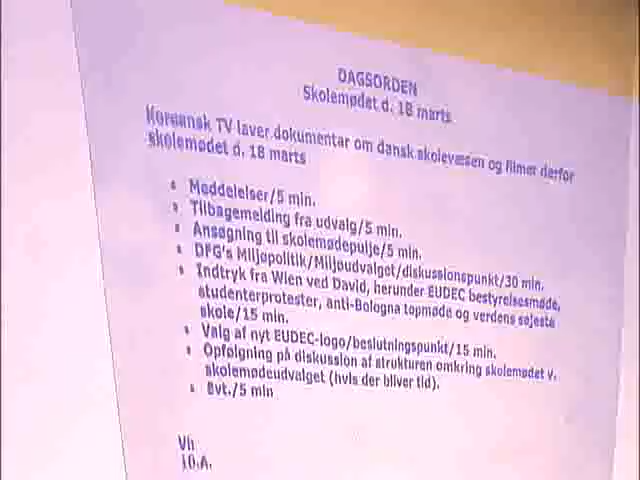 DAGSORDEN
Skolemødet d. 18 marts
Koreansk TV laver dokumentar om dansk skolevæsen og filmer derfor
skolemødet d. 18 marts
Meddelelser/5 min.
Tilbagemelding fra udvalg/5 min.
Ansøgning til skolemødepulje/5 min.
DFG's Miljøpolitik/Miljøudvalget/diskussionspunkt/30 min.
Indtryk fra Wien ved David, herunder EUDEC bestyrelsesmøde,
studenterprotester, anti-Bologna topmøde og verdens sejeste
skole/15 min.
Valg af nyt EUDEC-logo/beslutningspunkt/15 min.
Opfølgning på diskussion af strukturen omkring skolemødet v.
skolemødeudvalget (hvis der bliver tid).
Evt./5 min
Vh
10.A.